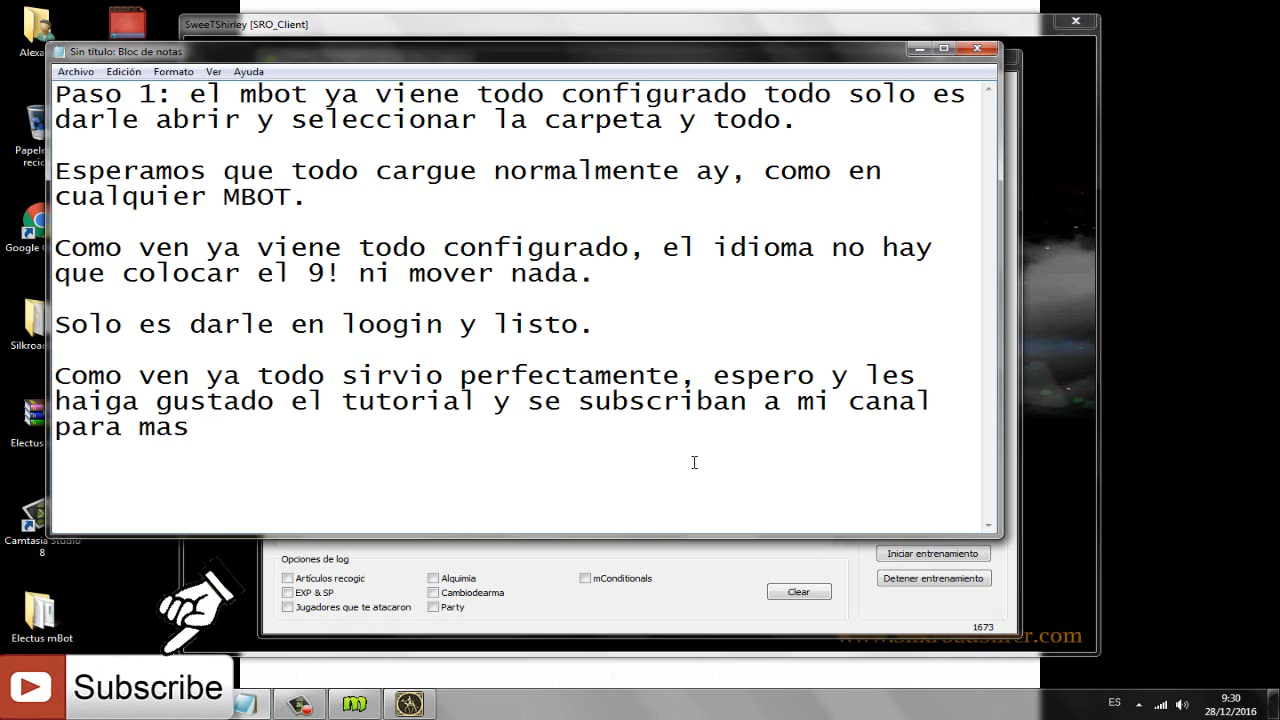 SweeTShirley [SRO_Client]
Alexa
Sin título: Bloc de notas
Archivo Edición Formato Ver Ayuda
Paso 1: el mbot ya viene todo configurado todo solo es
darle abrir y seleccionar la carpeta y todo.
Esperamos que todo cargue normalmente ay, como en
cualquier MBOT.
Como ven ya viene todo configurado, el idioma no hay
que colocar el 9! ni mover nada.
Solo es darle en loogin y listo.
Como ven ya todo sirvio perfectamente, espero y les
haiga gustado el tutorial y se subscriban a mi canal
para mas
Papele
recic
Google
Silkroa
Electus
Camtasia Studio
8
Electus mBot
Opciones de log
Artículos recogic
EXP & SP
Jugadores que te atacaron
Alquimia
Cambiodearma
Party
mConditionals
Clear
Iniciar entrenamiento
Detener entrenamiento
1673
Subscribe
ES
9:30
28/12/2016